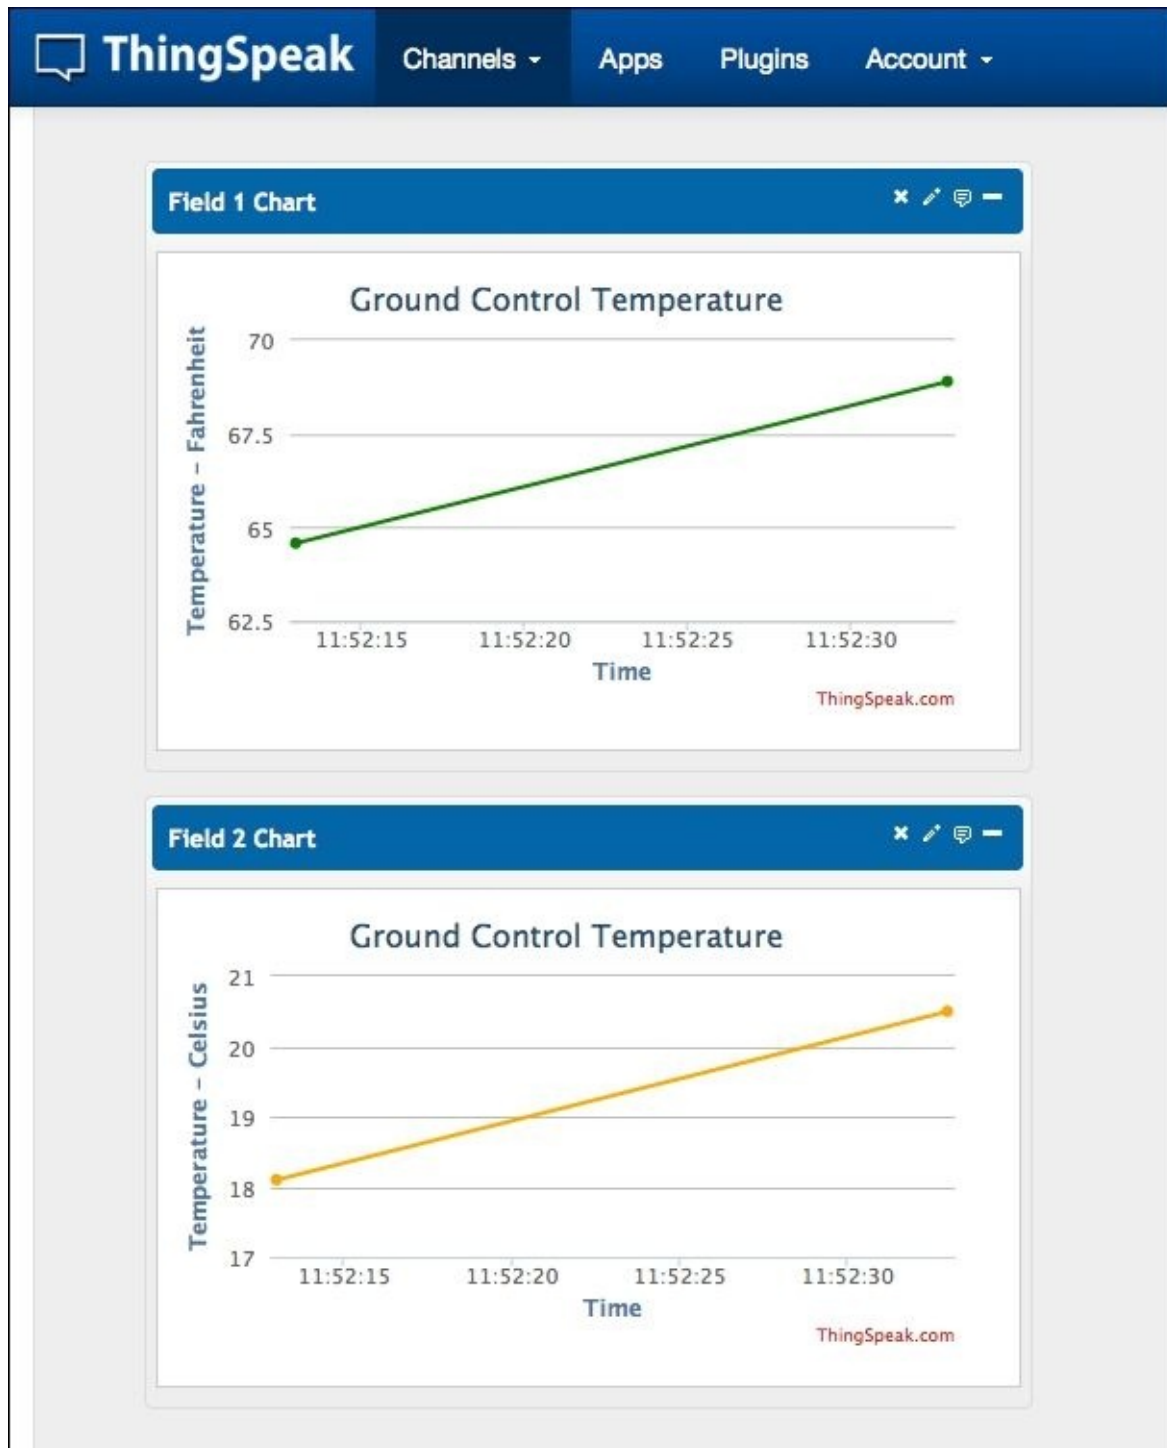 ThingSpeak Channels Apps Plugins Account
Field 1 Chart
Ground Control Temperature
Temperature – Fahrenheit
70
67.5
65
62.5
11:52:15 11:52:20 11:52:25 11:52:30
Time
ThingSpeak.com
Field 2 Chart
Ground Control Temperature
Temperature – Celsius
21
20
19
18
17
11:52:15 11:52:20 11:52:25 11:52:30
Time
ThingSpeak.com